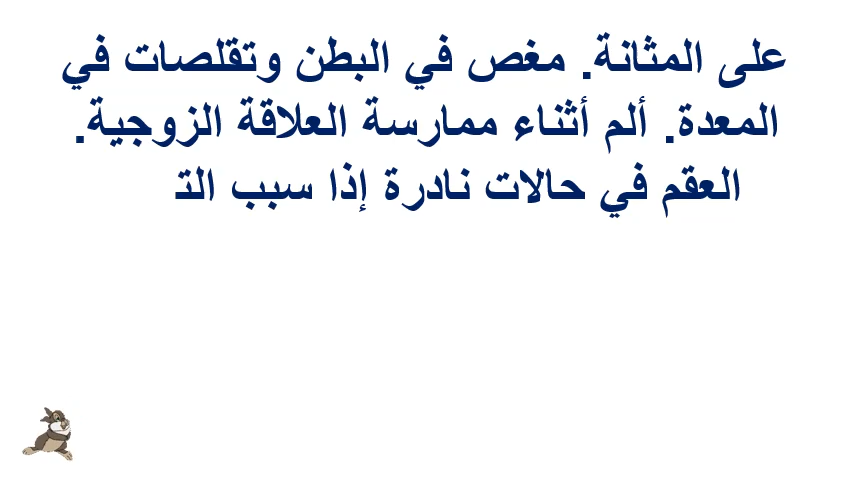 على المثانة. مغص في البطن وتقلصات في
المعدة. ألم أثناء ممارسة العلاقة الزوجية.
العقم في حالات نادرة إذا سبب الت